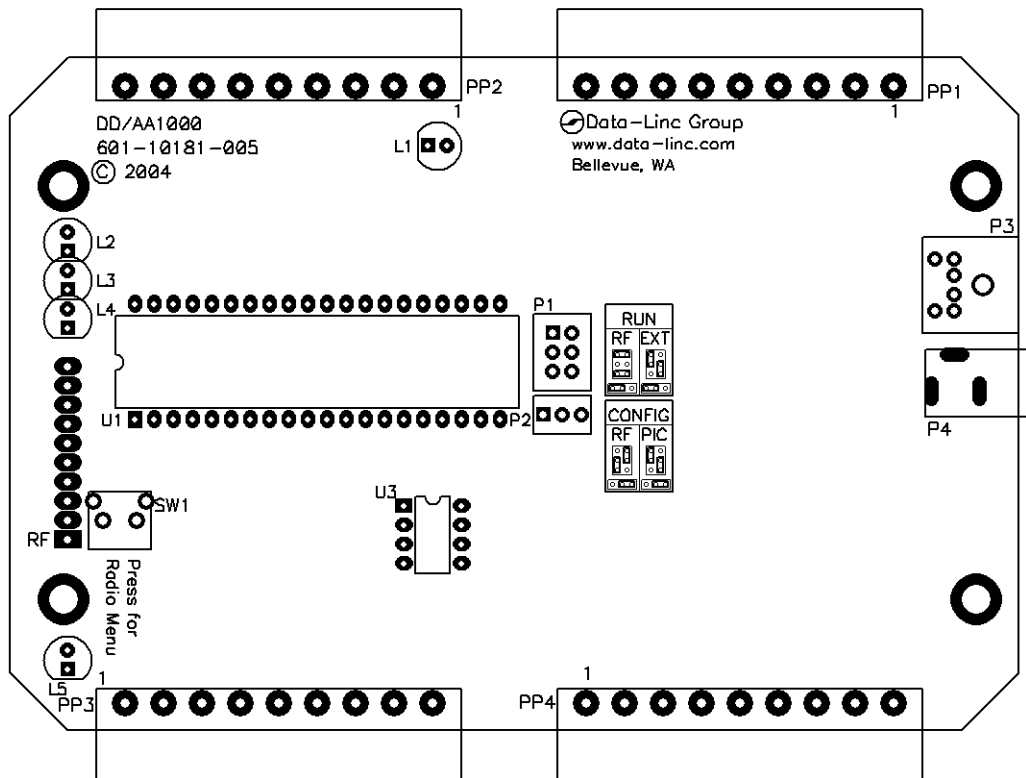 PP2
1
PP1
1
DD/AA1000
601-10181-005
© 2004
L1
Data-Linc Group
www.data-linc.com
Bellevue, WA
L2
L3
L4
P3
P4
P1
P2
RUN
RF EXT
CONFIG
RF PIC
U1
U3
SW1
RF
Press for
Radio Menu
L5
PP3
1
PP4
1